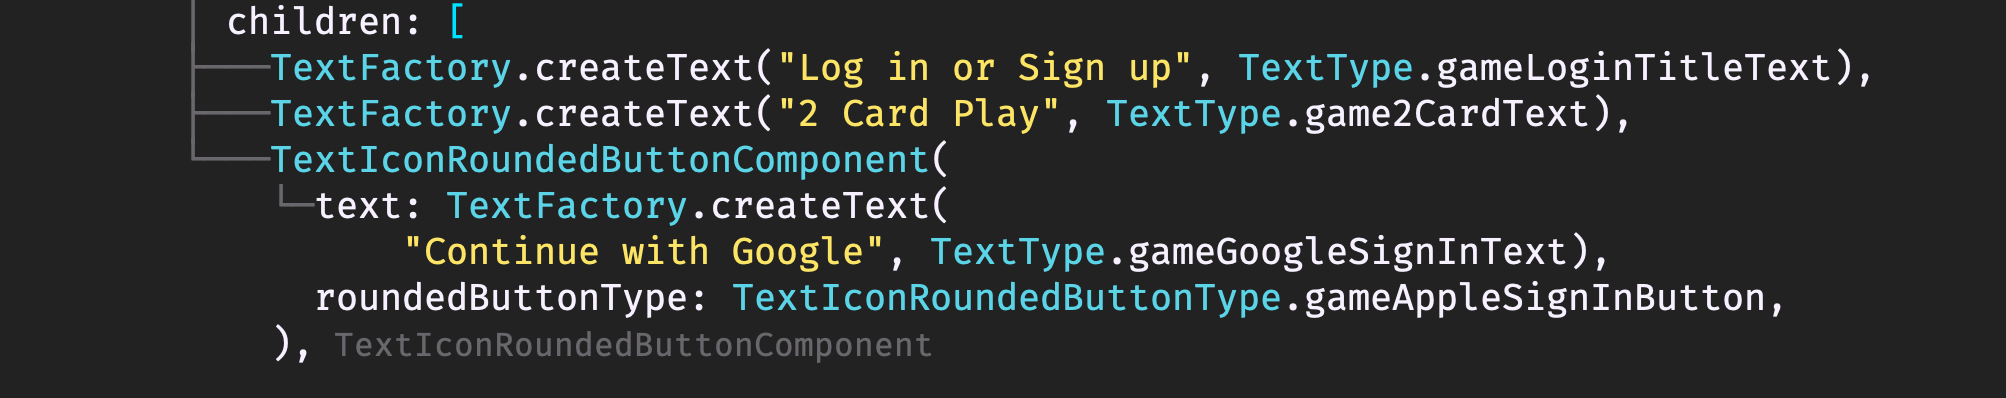 children: [
TextFactory.createText("Log in or Sign up", TextType.gameLoginTitleText),
TextFactory.createText("2 Card Play", TextType.game2CardText),
TextIconRoundedButtonComponent(
text: TextFactory.createText(
"Continue with Google", TextType.gameGoogleSignInText),
roundedButtonType: TextIconRoundedButtonType.gameAppleSignInButton,
), TextIconRoundedButtonComponent